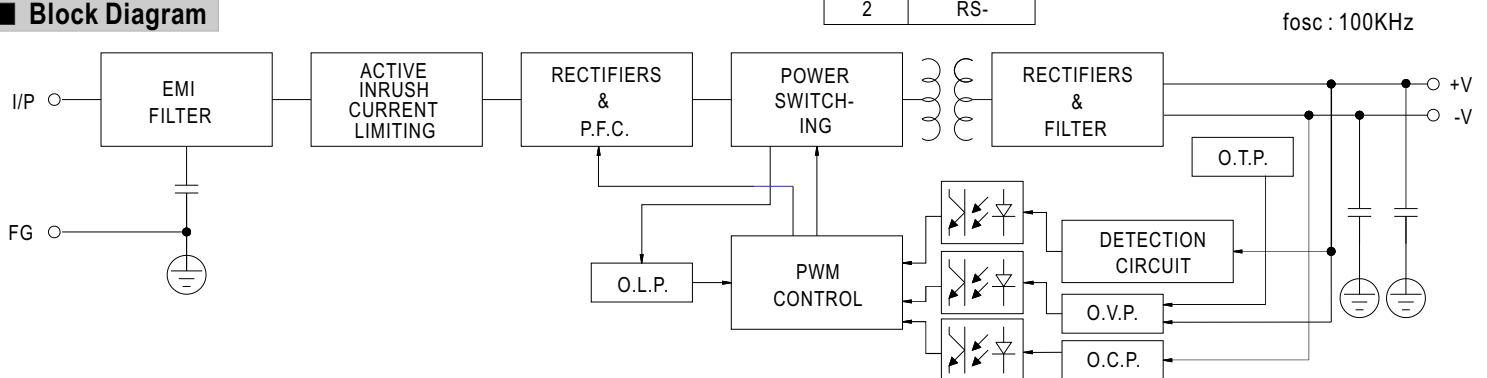 ■ Block Diagram
2 RS-
fosc : 100KHz
I/P
EMI
FILTER
ACTIVE
INRUSH
CURRENT
LIMITING
RECTIFIERS
&
P.F.C.
POWER
SWITCH-
ING
RECTIFIERS
&
FILTER
+V
-V
O.T.P.
FG
O.L.P.
PWM
CONTROL
DETECTION
CIRCUIT
O.V.P.
O.C.P.